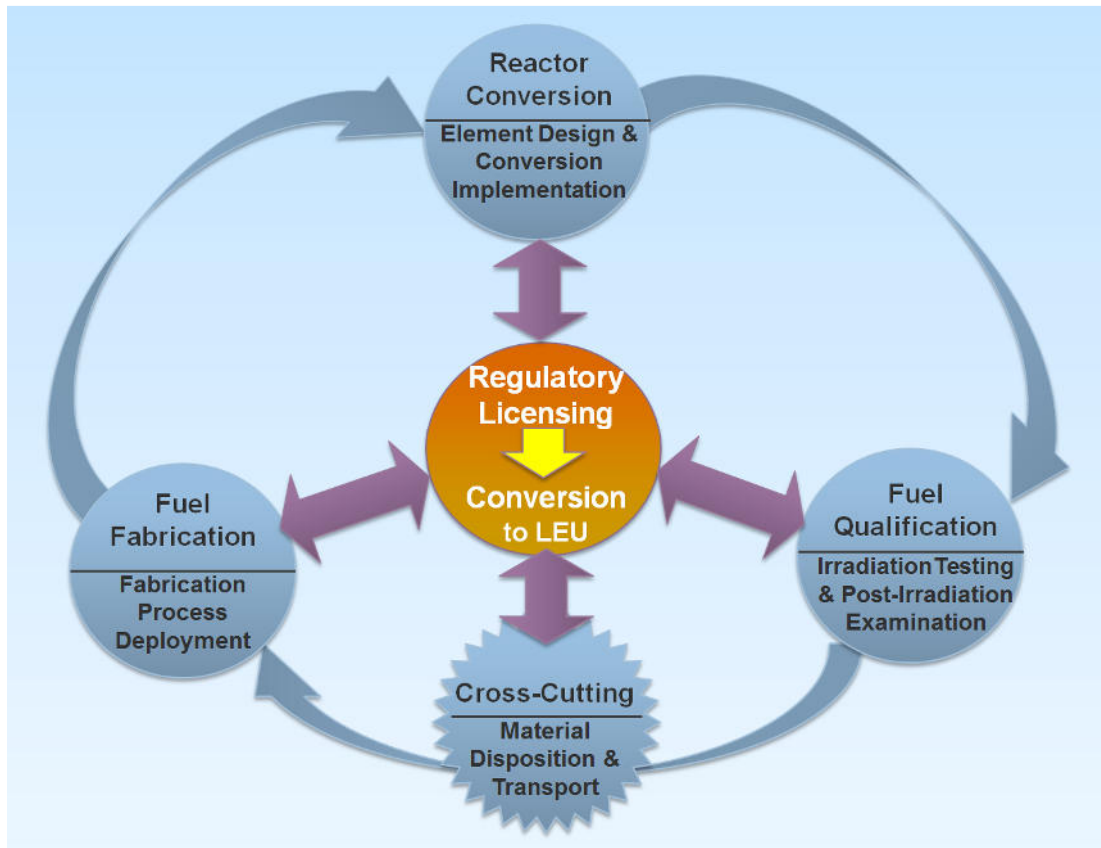 Reactor
Conversion
Element Design &
Conversion
Implementation
Regulatory
Licensing
Conversion
to LEU
Fuel
Fabrication
Fabrication
Process
Deployment
Fuel
Qualification
Irradiation Testing
& Post-Irradiation
Examination
Cross-Cutting
Material
Disposition &
Transport